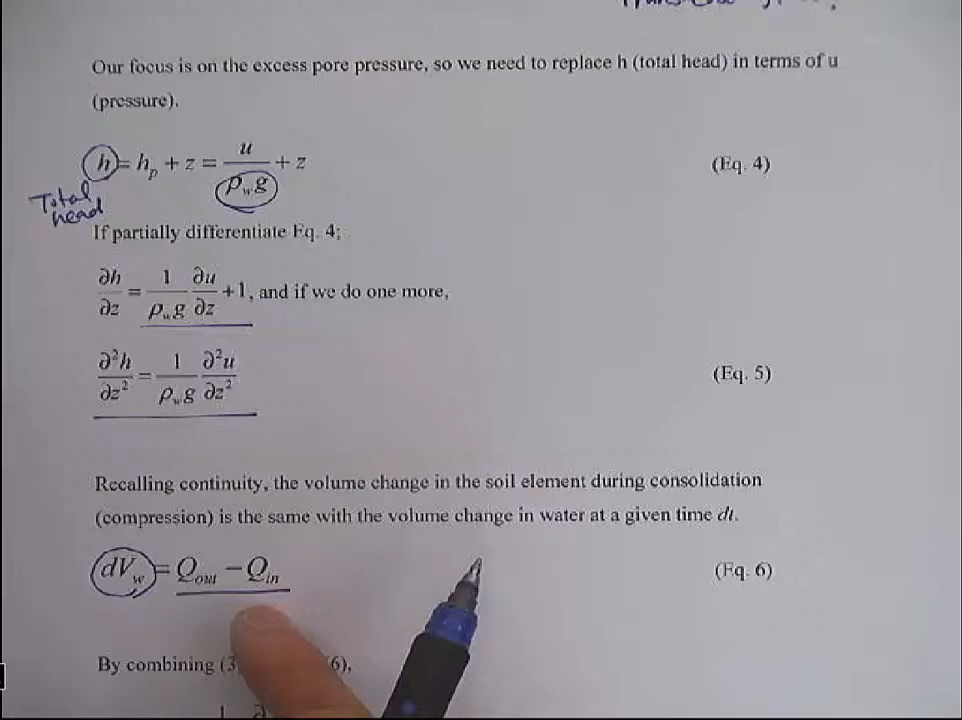 Our focus is on the excess pore pressure, so we need to replace h (total head) in terms of u
(pressure).
h = h_p + z = u / ρ_w g + z (Eq. 4)
Total
head
If partially differentiate Eq. 4;
∂h/∂z = 1/ρ_w g ∂u/∂z + 1, and if we do one more,
∂²h/∂z² = 1/ρ_w g ∂²u/∂z² (Eq. 5)
Recalling continuity, the volume change in the soil element during consolidation
(compression) is the same with the volume change in water at a given time dt.
dV_w = Q_out − Q_in (Eq. 6)
By combining (3 6),